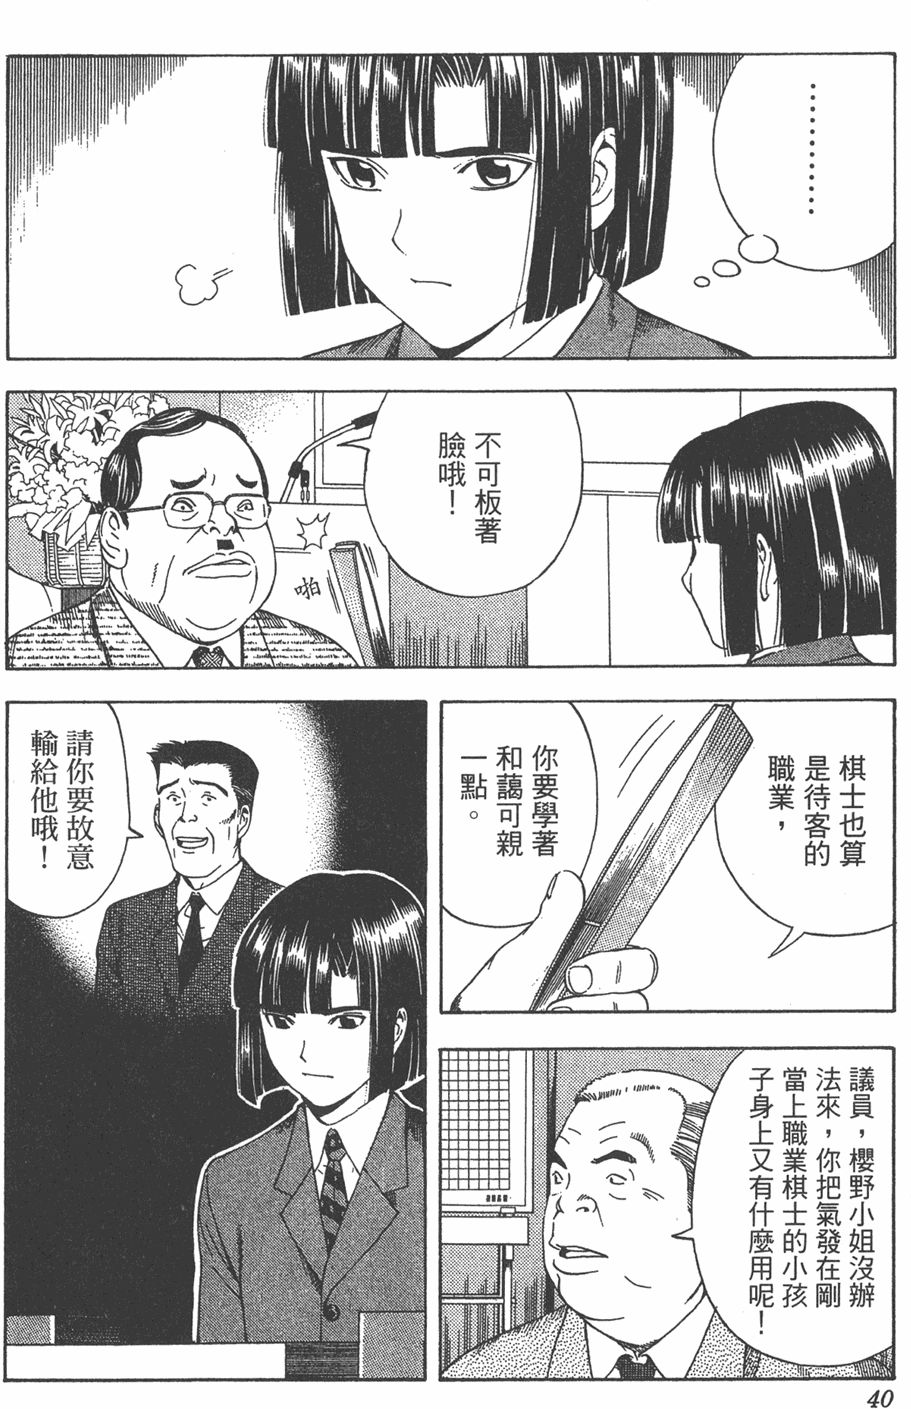 …………
不可板著
臉哦！
啪
棋士也算
是待客的
職業，
你要學著
和藹可親
一點。
議員，櫻野小姐沒辦
法來，你把氣發在剛
當上職業棋士的小孩
子身上又有什麼用呢！
請你要故意
輸給他哦！
40